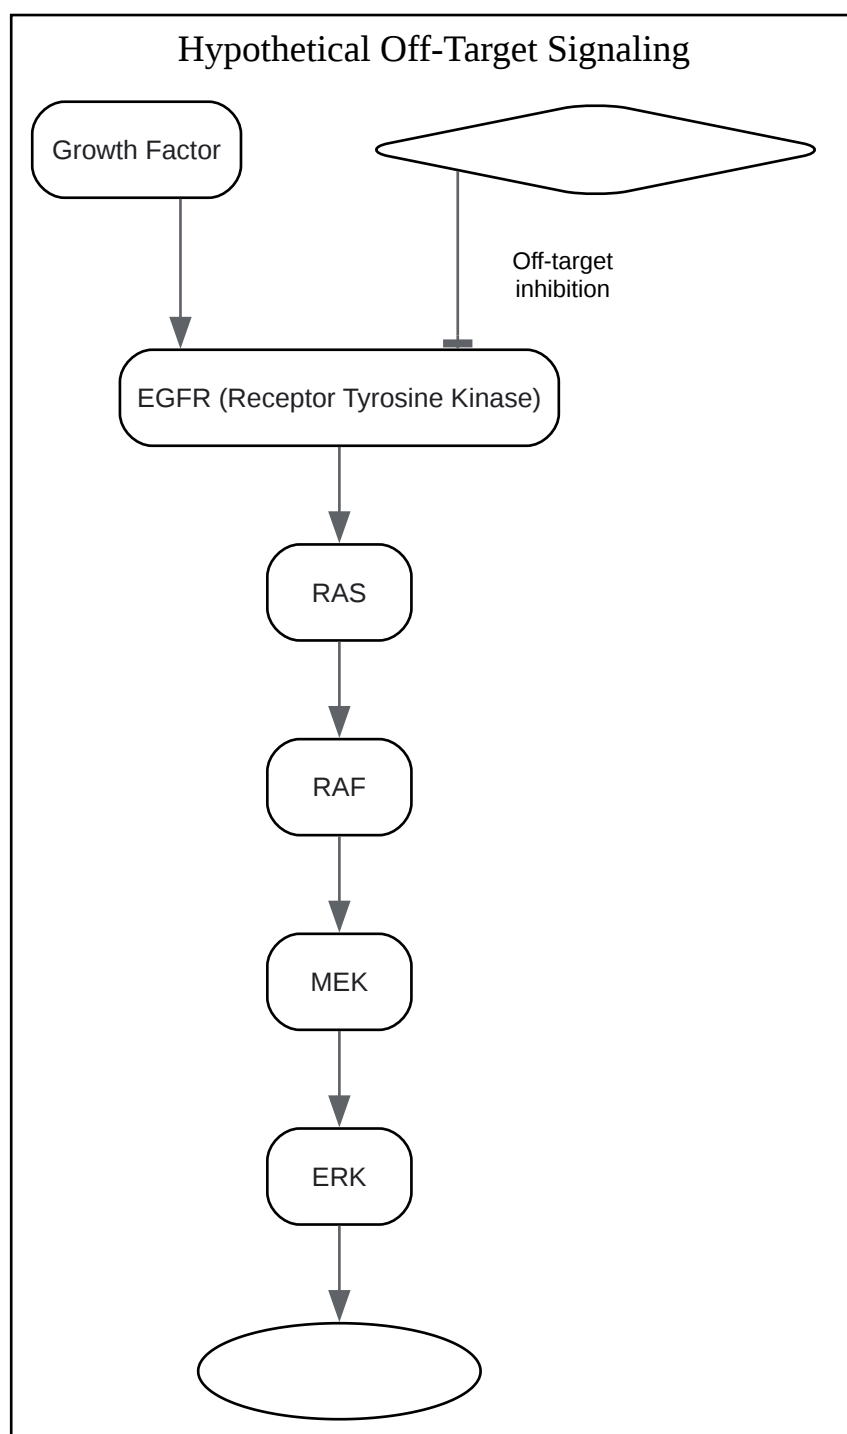 Hypothetical Off-Target Signaling
Growth Factor
Off-target
inhibition
EGFR (Receptor Tyrosine Kinase)
RAS
RAF
MEK
ERK